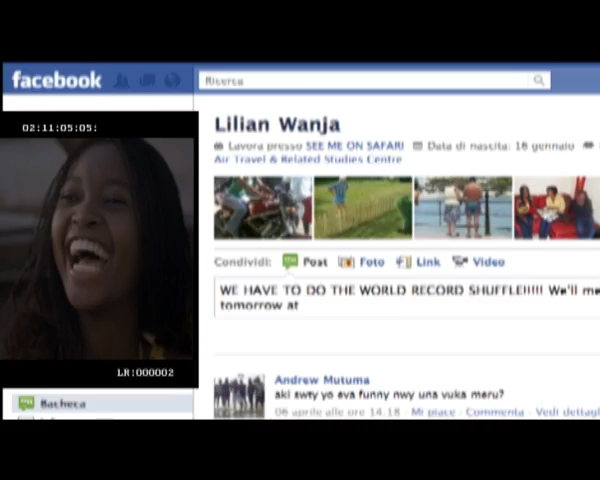 facebook
Ricerca
02:11:05:05:
Lilian Wanja
Lavora presso SEE ME ON SAFARI Data di nascita: 16 gennaio
Air Travel & Related Studies Centre
Condividi: Post Foto Link Video
WE HAVE TO DO THE WORLD RECORD SHUFFLE!!!!! We'll me
tomorrow at
LR:000002
Andrew Mutuma
aki swty yo eva funny nwy uns vuka meru?
06 aprile alle ore 14.18 · Mi piace · Commenta · Vedi dettagl
Bacheca